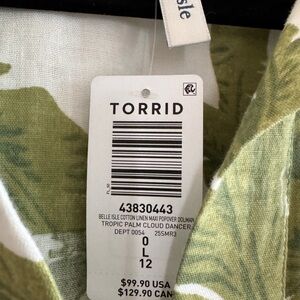 sle
TORRID
43830443
BELLE ISLE COTTON LINEN MAXI POPOVER DOLMAN
TROPIC PALM CLOUD DANCER
DEPT 0054 25SMR3
0
L
12
$99.90 USA
$129.90 CAN